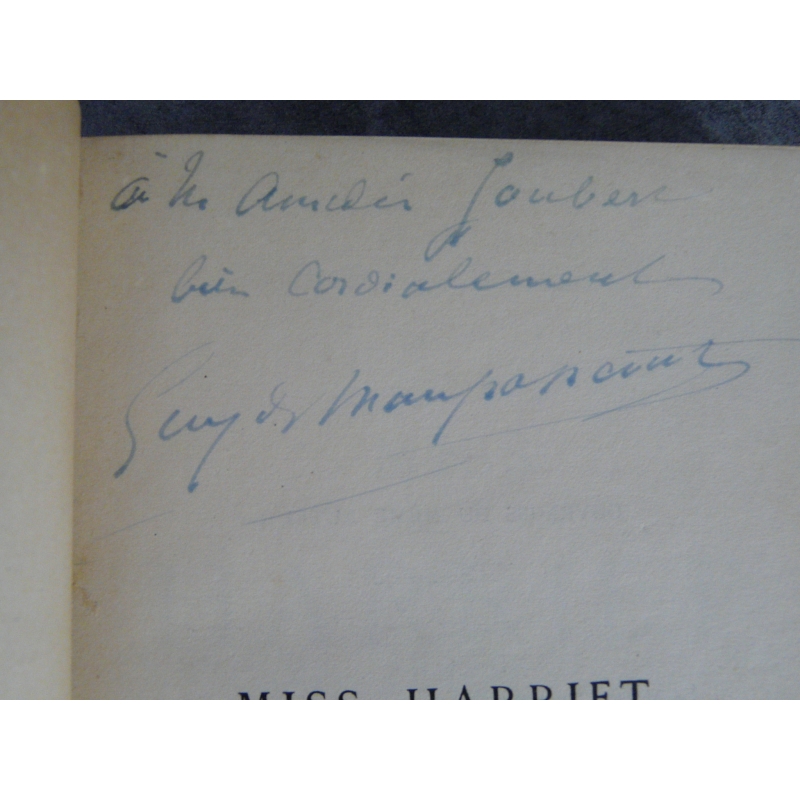 à M Amédée Joubert
bien cordialement
Guy de Maupassant
MISS HARRIET